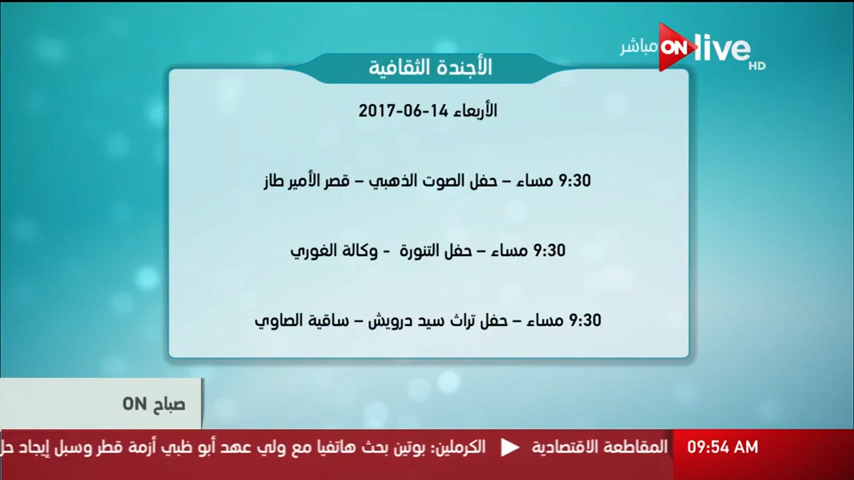 مباشر ON live HD
الأجندة الثقافية
الأربعاء 14-06-2017
9:30 مساء – حفل الصوت الذهبي – قصر الأمير طاز
9:30 مساء – حفل التنورة - وكالة الغوري
9:30 مساء – حفل تراث سيد درويش – ساقية الصاوي
صباح ON
المقاطعة الاقتصادية ◀ الكرملين: بوتين بحث هاتفيا مع ولي عهد أبو ظبي أزمة قطر وسبل إيجاد حل
09:54 AM